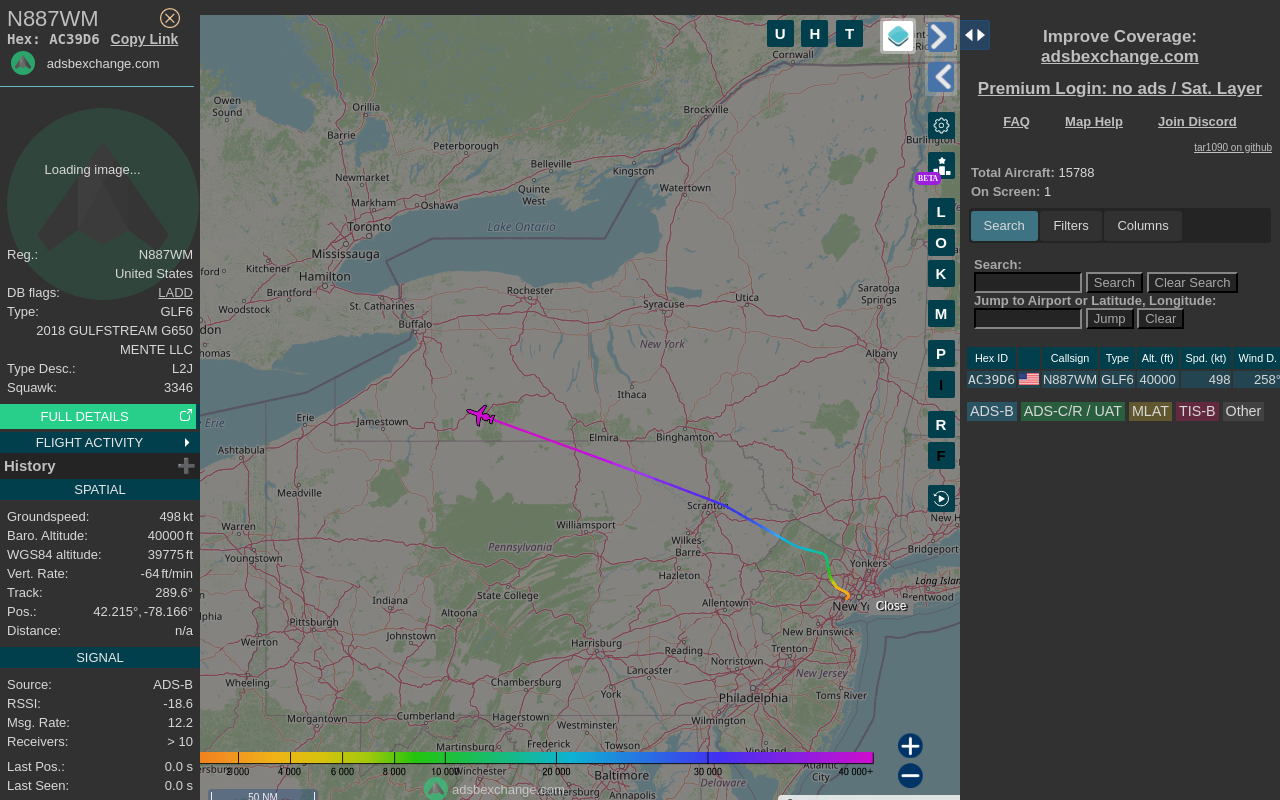 N887WM
Hex: AC39D6 Copy Link
adsbexchange.com
Loading image...
Reg.: N887WM
United States
DB flags: LADD
Type: GLF6
2018 GULFSTREAM G650
MENTE LLC
Type Desc.: L2J
Squawk: 3346
FULL DETAILS
FLIGHT ACTIVITY
History
SPATIAL
Groundspeed: 498 kt
Baro. Altitude: 40000 ft
WGS84 altitude: 39775 ft
Vert. Rate: -64 ft/min
Track: 289.6°
Pos.: 42.215°, -78.166°
Distance: n/a
SIGNAL
Source: ADS-B
RSSI: -18.6
Msg. Rate: 12.2
Receivers: > 10
Last Pos.: 0.0 s
Last Seen: 0.0 s
U H T
Cornwall
Owen
Sound
Orillia
Brockville
Barrie
Peterborough
Burlington
Belleville
Kingston
Newmarket
Quinte
West
Watertown
BETA
Markham
Oshawa
Toronto
Lake Ontario
L
O
K
M
P
I
R
F
Mississauga
Kitchener
Hamilton
Brantford
Woodstock
St. Catharines
Rochester
Syracuse
Utica
Saratoga
Springs
Buffalo
New York
Albany
Ithaca
Erie
Jamestown
Elmira
Binghamton
Ashtabula
Meadville
Scranton
Warren
Williamsport
Youngstown
Pennsylvania
Wilkes-
Barre
Bridgeport
Yonkers
Hazleton
State College
Indiana
Altoona
Allentown
Brentwood
Close
Pittsburgh
Johnstown
Harrisburg
New Brunswick
Weirton
Reading
Trenton
Norristown
Lancaster
New Jersey
Wheeling
Chambersburg
York
Philadelphia
Toms River
Morgantown
Cumberland
Hagerstown
Westminster
Wilmington
Martinsburg
Frederick
Towson
Vineland
4 000 6 000 8 000 10 000 20 000 30 000 40 000+
Winchester
Baltimore
Delaware
Atlantic
City
adsbexchange.com
Annapolis
50 NM
Improve Coverage:
adsbexchange.com
Premium Login: no ads / Sat. Layer
FAQ Map Help Join Discord
tar1090 on github
Total Aircraft: 15788
On Screen: 1
Search Filters Columns
Search:
Search Clear Search
Jump to Airport or Latitude, Longitude:
Jump Clear
Hex ID Callsign Type Alt. (ft) Spd. (kt) Wind D.
AC39D6 N887WM GLF6 40000 498 258°
ADS-B ADS-C/R / UAT MLAT TIS-B Other